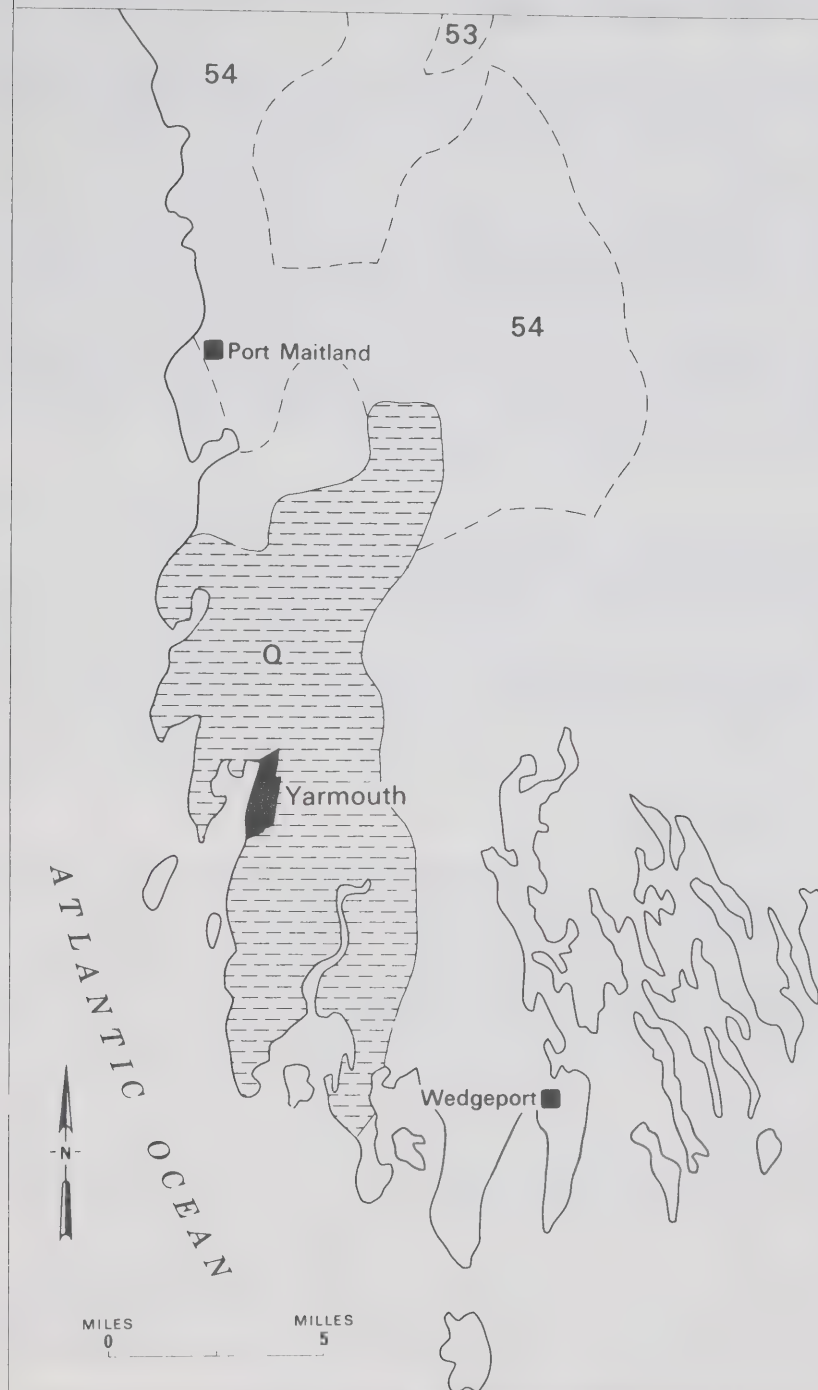 53
54
54
Port Maitland
Q
Yarmouth
ATLANTIC OCEAN
Wedgeport
-N-
MILES MILLES
0 5